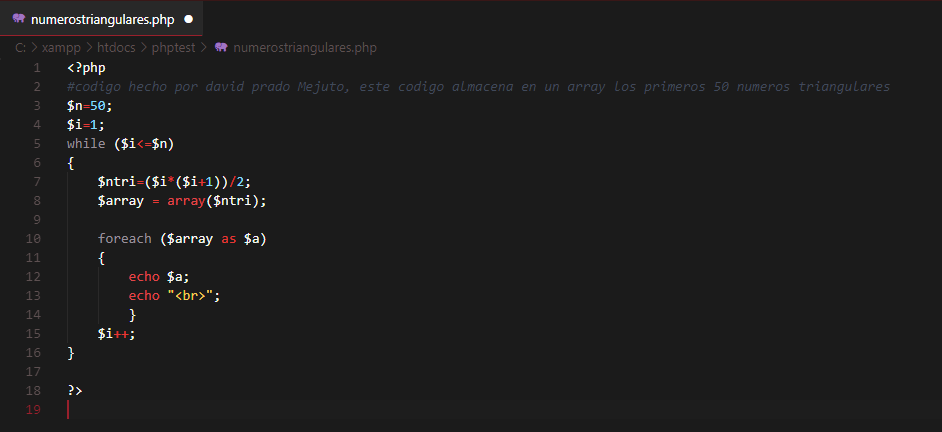 numerostriangulares.php
C: > xampp > htdocs > phptest > numerostriangulares.php
1 <?php
2 #codigo hecho por david prado Mejuto, este codigo almacena en un array los primeros 50 numeros triangulares
3 $n=50;
4 $i=1;
5 while ($i<=$n)
6 {
7     $ntri=($i*($i+1))/2;
8     $array = array($ntri);
9
10     foreach ($array as $a)
11     {
12         echo $a;
13         echo "<br>";
14         }
15     $i++;
16 }
17
18 ?>
19